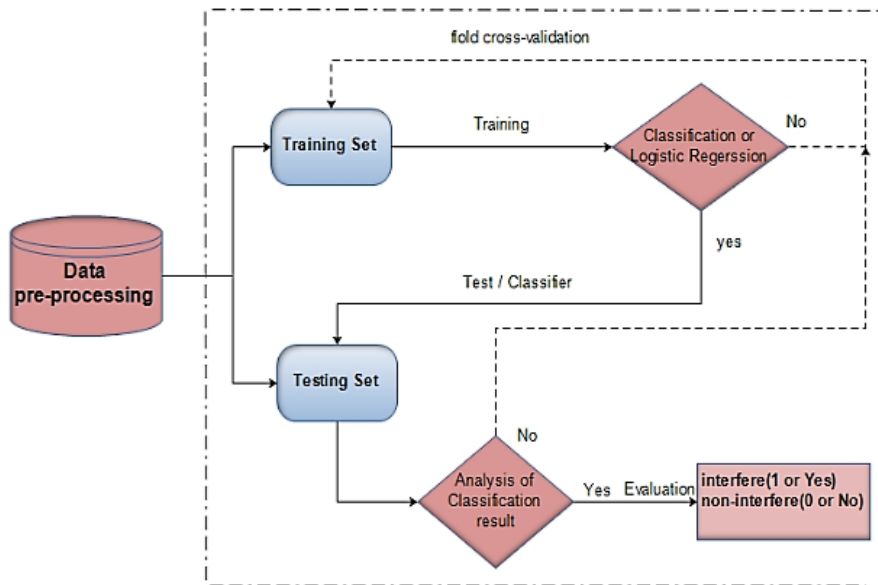 flold cross-validation
Training Set
Training
Classification or
Logistic Regerssion
No
yes
Data
pre-processing
Test / Classifier
Testing Set
No
Analysis of
Classification
result
Yes
Evaluation
interfere(1 or Yes)
non-interfere(0 or No)